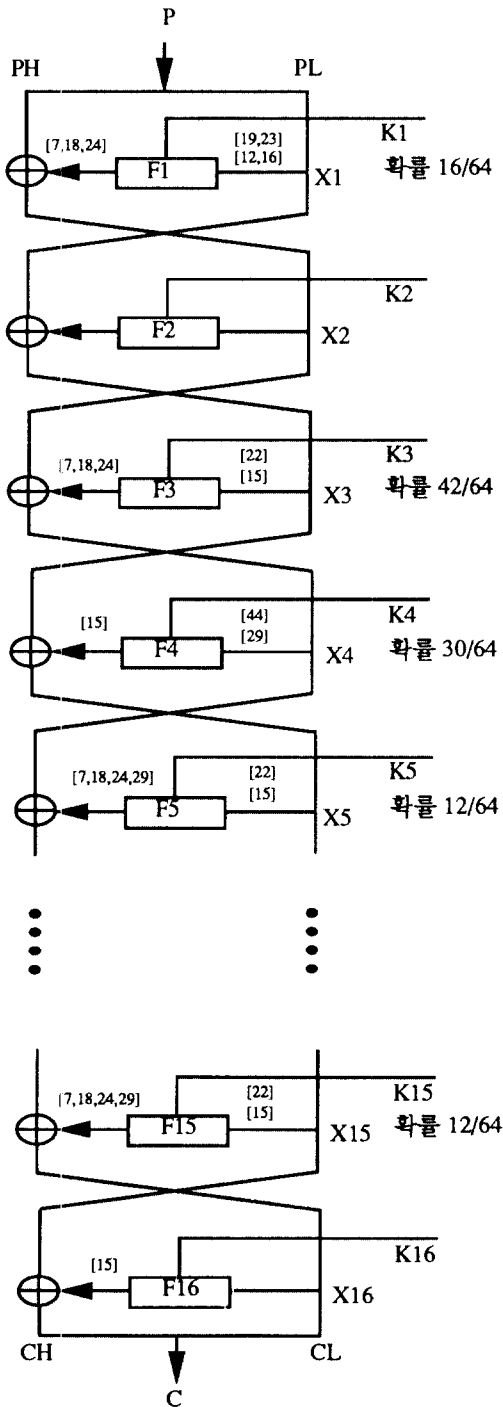 P
PH PL
K1
[7,18,24] F1 [19,23]
[12,16]
X1 확률 16/64
K2
F2 X2
K3
[7,18,24] F3 [22]
[15]
X3 확률 42/64
K4
[15] F4 [44]
[29]
X4 확률 30/64
K5
[7,18,24,29] F5 [22]
[15]
X5 확률 12/64
K15
[7,18,24,29] F15 [22]
[15]
X15 확률 12/64
K16
[15] F16
X16
CH CL
C